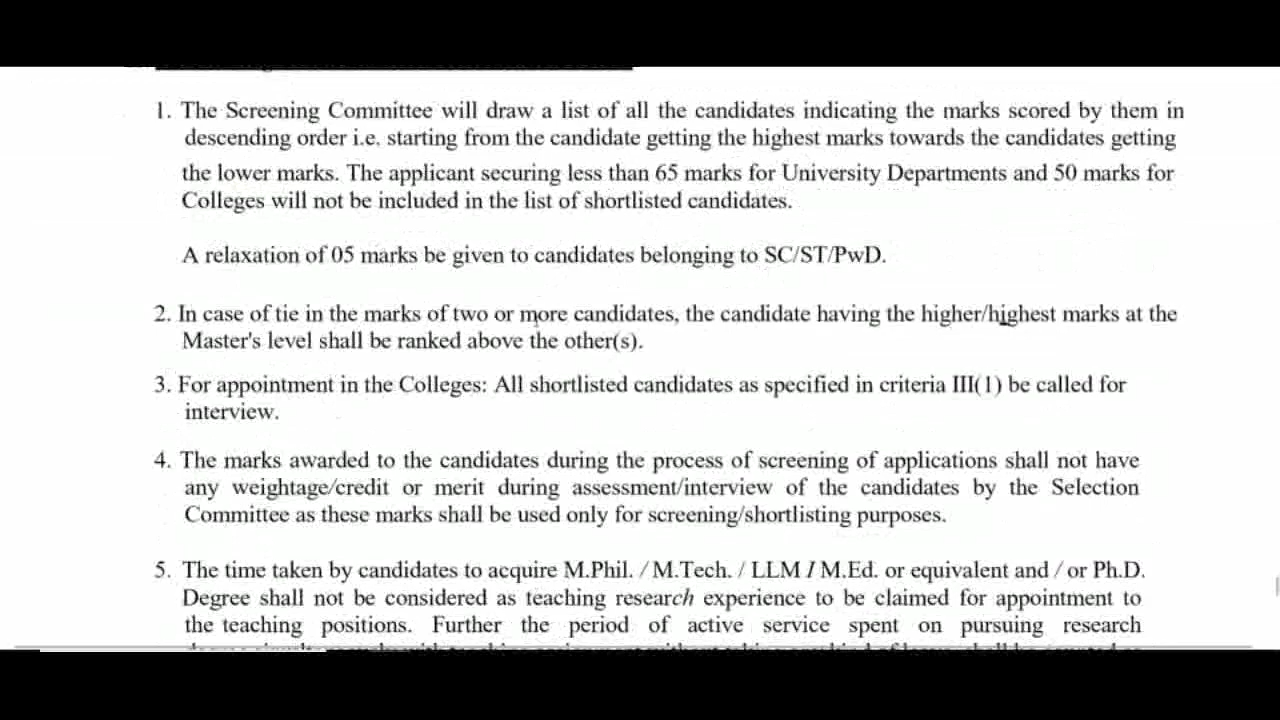 1. The Screening Committee will draw a list of all the candidates indicating the marks scored by them in
descending order i.e. starting from the candidate getting the highest marks towards the candidates getting
the lower marks. The applicant securing less than 65 marks for University Departments and 50 marks for
Colleges will not be included in the list of shortlisted candidates.
A relaxation of 05 marks be given to candidates belonging to SC/ST/PwD.
2. In case of tie in the marks of two or more candidates, the candidate having the higher/highest marks at the
Master's level shall be ranked above the other(s).
3. For appointment in the Colleges: All shortlisted candidates as specified in criteria III(1) be called for
interview.
4. The marks awarded to the candidates during the process of screening of applications shall not have
any weightage/credit or merit during assessment/interview of the candidates by the Selection
Committee as these marks shall be used only for screening/shortlisting purposes.
5. The time taken by candidates to acquire M.Phil. / M.Tech. / LLM / M.Ed. or equivalent and / or Ph.D.
Degree shall not be considered as teaching research experience to be claimed for appointment to
the teaching positions. Further the period of active service spent on pursuing research